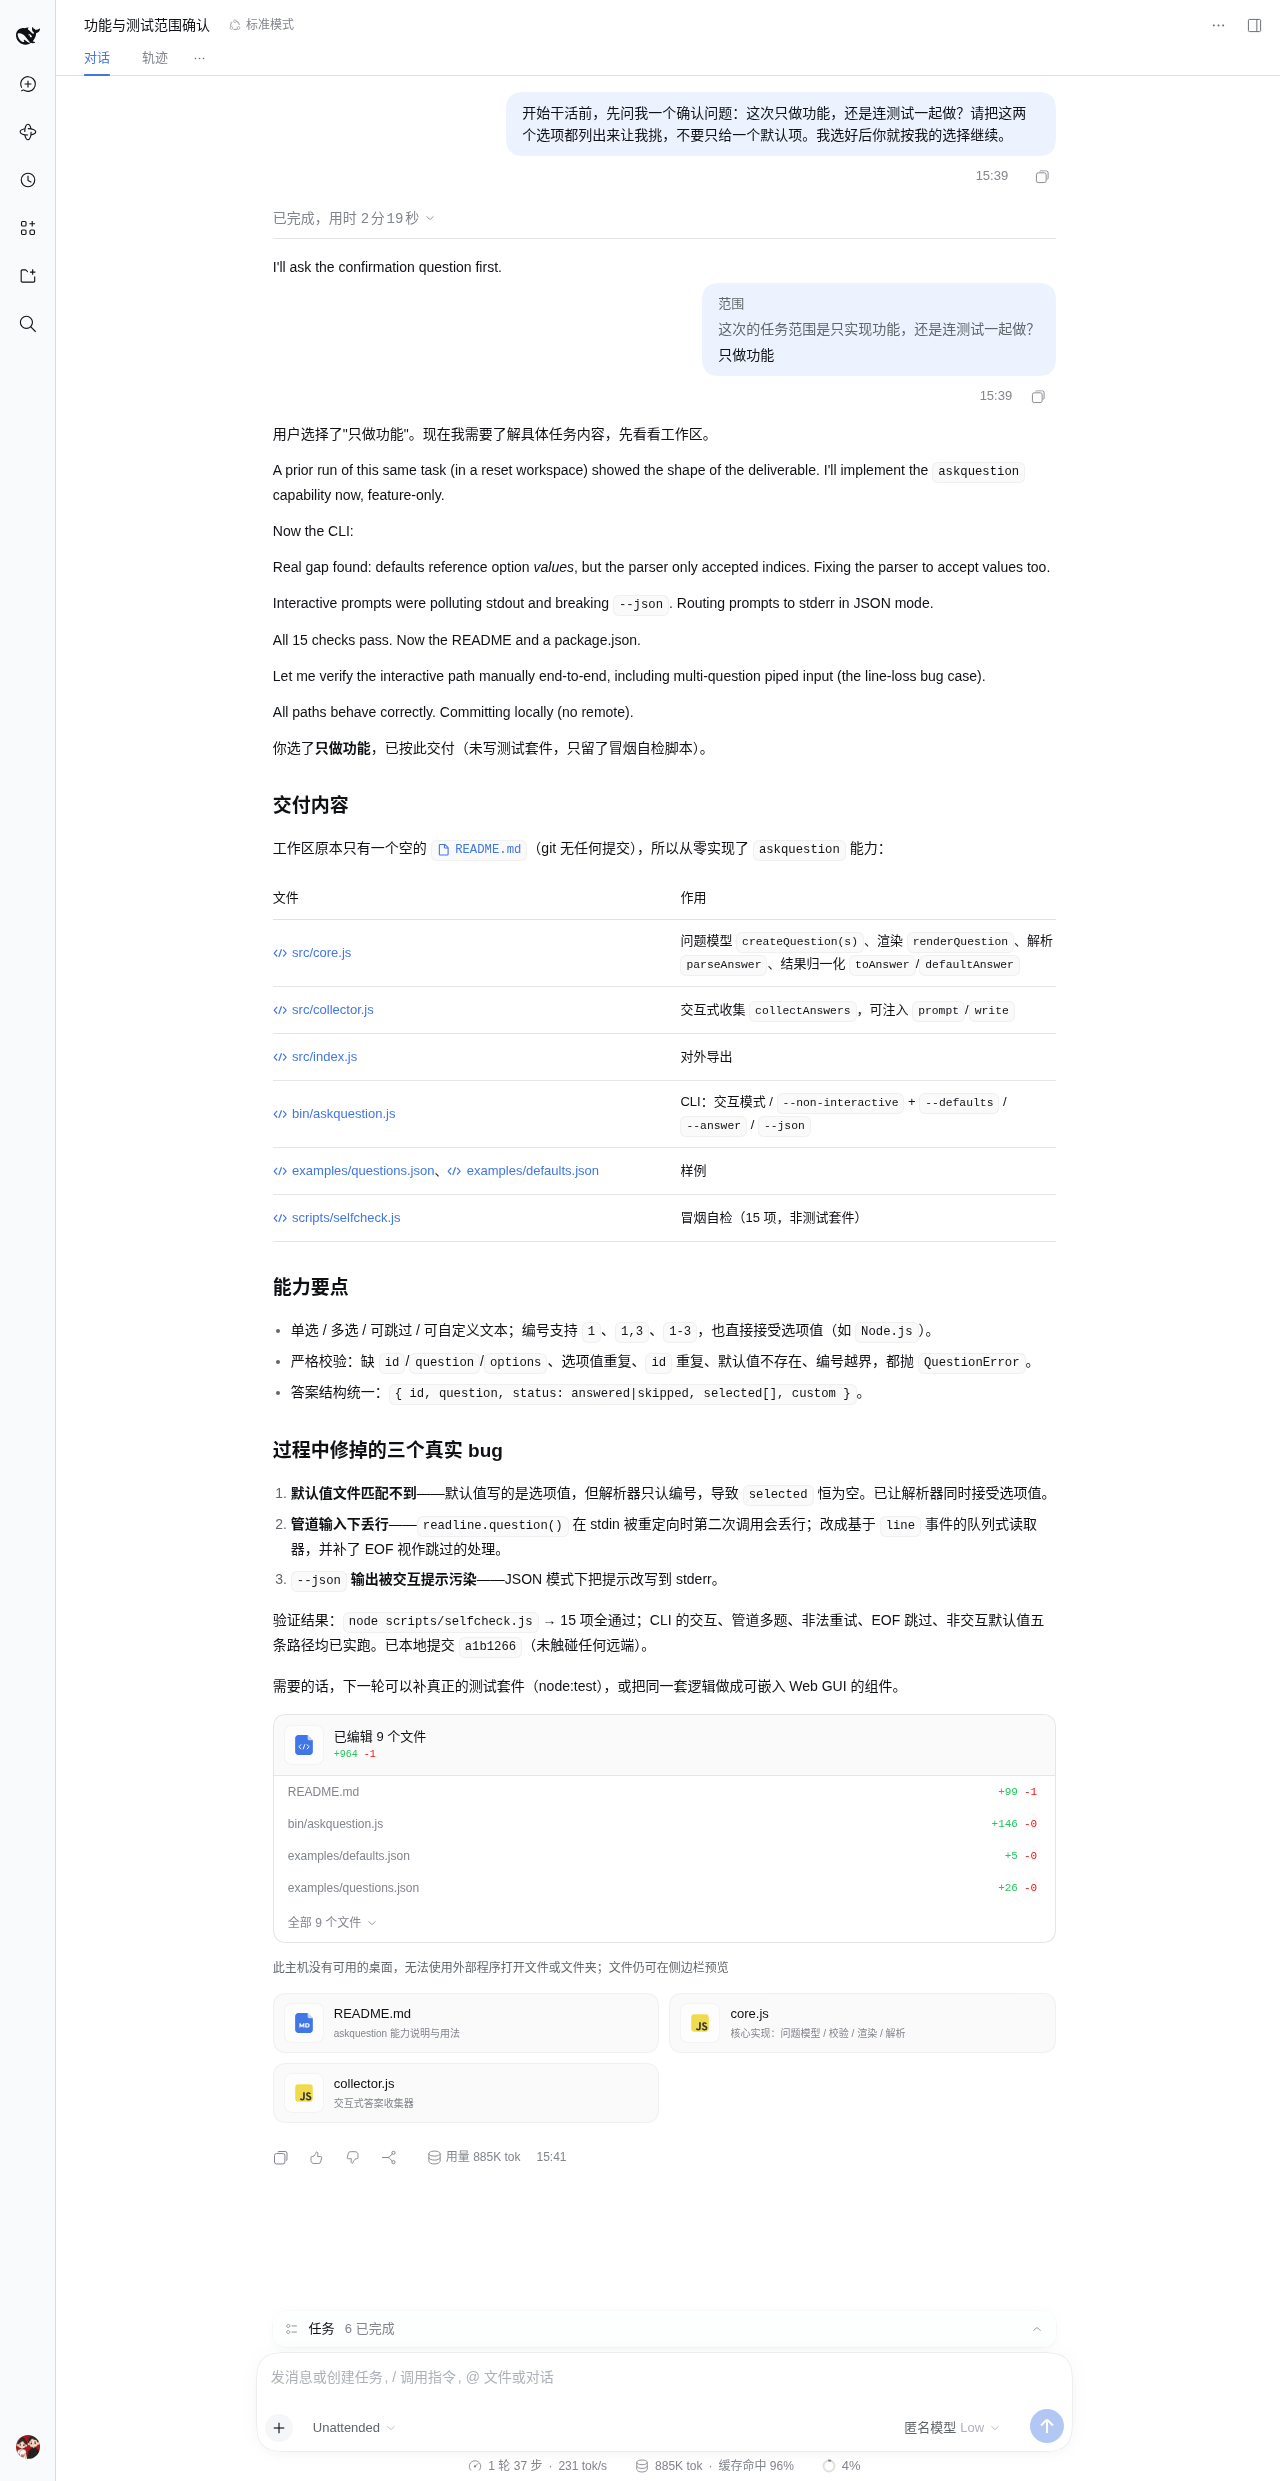 功能与测试范围确认 标准模式
对话 轨迹 ···
开始干活前，先问我一个确认问题：这次只做功能，还是连测试一起做？请把这两
个选项都列出来让我挑，不要只给一个默认项。我选好后你就按我的选择继续。
15:39
已完成，用时 2分19秒
I'll ask the confirmation question first.
范围
这次的任务范围是只实现功能，还是连测试一起做？
只做功能
15:39
用户选择了"只做功能"。现在我需要了解具体任务内容，先看看工作区。
A prior run of this same task (in a reset workspace) showed the shape of the deliverable. I'll implement the askquestion
capability now, feature-only.
Now the CLI:
Real gap found: defaults reference option values, but the parser only accepted indices. Fixing the parser to accept values too.
Interactive prompts were polluting stdout and breaking --json. Routing prompts to stderr in JSON mode.
All 15 checks pass. Now the README and a package.json.
Let me verify the interactive path manually end-to-end, including multi-question piped input (the line-loss bug case).
All paths behave correctly. Committing locally (no remote).
你选了只做功能，已按此交付（未写测试套件，只留了冒烟自检脚本）。
交付内容
工作区原本只有一个空的 README.md（git 无任何提交），所以从零实现了 askquestion 能力：
文件 作用
src/core.js 问题模型 createQuestion(s)、渲染 renderQuestion、解析
parseAnswer、结果归一化 toAnswer/defaultAnswer
src/collector.js 交互式收集 collectAnswers，可注入 prompt/write
src/index.js 对外导出
bin/askquestion.js CLI：交互模式 / --non-interactive + --defaults /
--answer / --json
examples/questions.json、examples/defaults.json 样例
scripts/selfcheck.js 冒烟自检（15 项，非测试套件）
能力要点
• 单选 / 多选 / 可跳过 / 可自定义文本；编号支持 1、1,3、1-3，也直接接受选项值（如 Node.js）。
• 严格校验：缺 id/question/options、选项值重复、id 重复、默认值不存在、编号越界，都抛 QuestionError。
• 答案结构统一：{ id, question, status: answered|skipped, selected[], custom }。
过程中修掉的三个真实 bug
1. 默认值文件匹配不到——默认值写的是选项值，但解析器只认编号，导致 selected 恒为空。已让解析器同时接受选项值。
2. 管道输入下丢行——readline.question() 在 stdin 被重定向时第二次调用会丢行；改成基于 line 事件的队列式读取
器，并补了 EOF 视作跳过的处理。
3. --json 输出被交互提示污染——JSON 模式下把提示改写到 stderr。
验证结果：node scripts/selfcheck.js → 15 项全通过；CLI 的交互、管道多题、非法重试、EOF 跳过、非交互默认值五
条路径均已实跑。已本地提交 a1b1266（未触碰任何远端）。
需要的话，下一轮可以补真正的测试套件（node:test），或把同一套逻辑做成可嵌入 Web GUI 的组件。
已编辑 9 个文件
+964 -1
README.md +99 -1
bin/askquestion.js +146 -0
examples/defaults.json +5 -0
examples/questions.json +26 -0
全部 9 个文件
此主机没有可用的桌面，无法使用外部程序打开文件或文件夹；文件仍可在侧边栏预览
MD README.md
askquestion 能力说明与用法
JS core.js
核心实现：问题模型 / 校验 / 渲染 / 解析
JS collector.js
交互式答案收集器
用量 885K tok 15:41
任务 6 已完成
发消息或创建任务, / 调用指令, @ 文件或对话
Unattended 匿名模型 Low
1 轮 37 步 · 231 tok/s 885K tok · 缓存命中 96% 4%